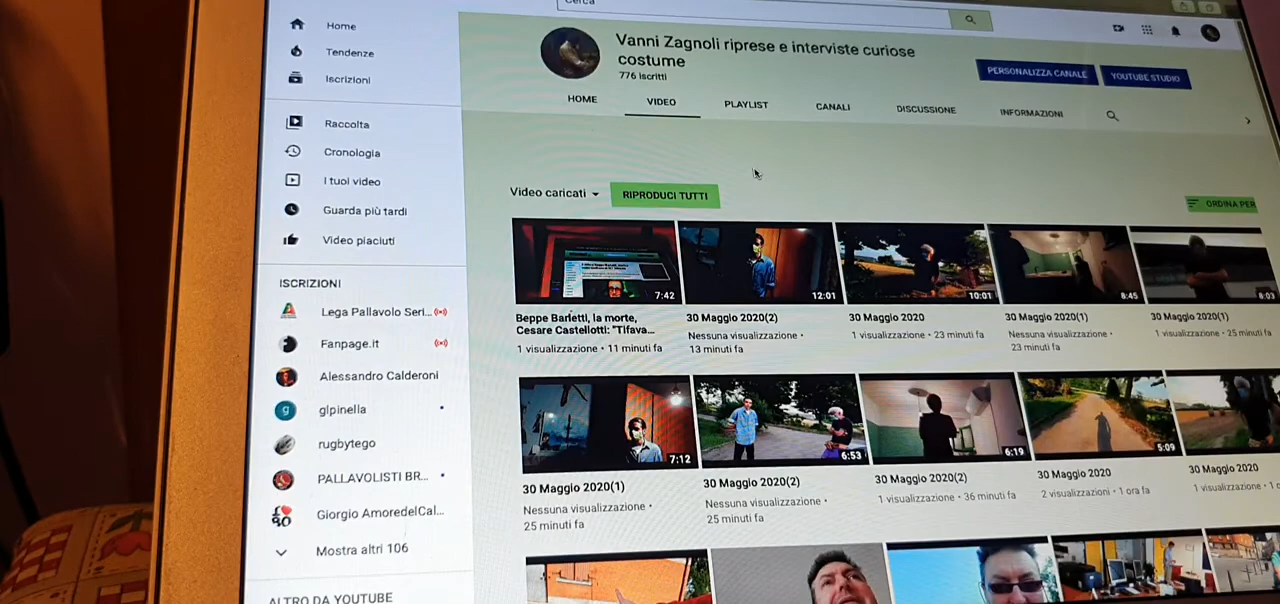 Cerca
Home
Tendenze
Iscrizioni
Raccolta
Cronologia
I tuoi video
Guarda più tardi
Video piaciuti
ISCRIZIONI
Lega Pallavolo Seri...
Fanpage.it
Alessandro Calderoni
glpinella
rugbytego
PALLAVOLISTI BR...
Giorgio AmoredelCal...
Mostra altri 106
ALTRO DA YOUTUBE
Vanni Zagnoli riprese e interviste curiose
costume
776 iscritti
PERSONALIZZA CANALE
YOUTUBE STUDIO
HOME
VIDEO
PLAYLIST
CANALI
DISCUSSIONE
INFORMAZIONI
Video caricati
RIPRODUCI TUTTI
ORDINA PER
7:42
Beppe Barletti, la morte,
Cesare Castellotti: "Tifava...
1 visualizzazione • 11 minuti fa
12:01
30 Maggio 2020(2)
Nessuna visualizzazione •
13 minuti fa
10:01
30 Maggio 2020
1 visualizzazione • 23 minuti fa
8:45
30 Maggio 2020(1)
Nessuna visualizzazione •
23 minuti fa
8:03
30 Maggio 2020(1)
1 visualizzazione • 25 minuti fa
7:12
30 Maggio 2020(1)
Nessuna visualizzazione •
25 minuti fa
6:53
30 Maggio 2020(2)
Nessuna visualizzazione •
25 minuti fa
6:19
30 Maggio 2020(2)
1 visualizzazione • 36 minuti fa
5:09
30 Maggio 2020
2 visualizzazioni • 1 ora fa
30 Maggio 2020
1 visualizzazione •